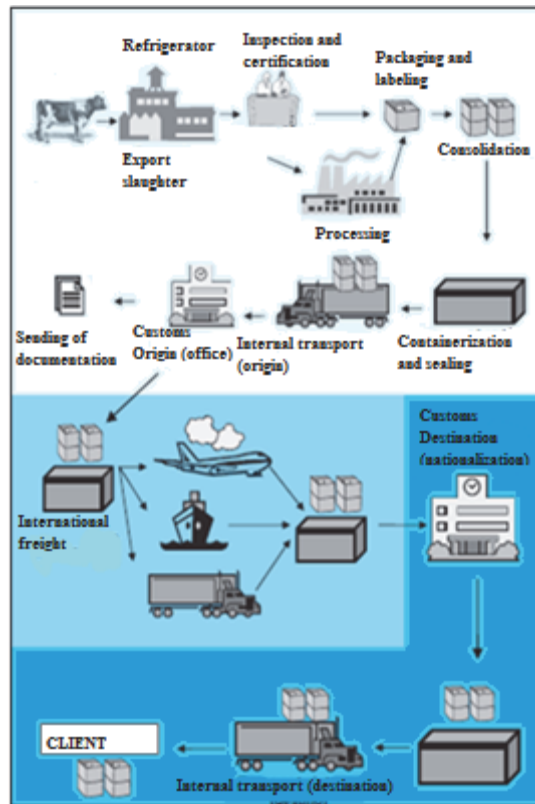 Refrigerator
Inspection and
certification
Packaging and
labeling
Export
slaughter
Consolidation
Processing
Sending of
documentation
Customs
Origin (office)
Internal transport
(origin)
Containerization
and sealing
Customs
Destination
(nationalization)
International
freight
CLIENT
Internal transport (destination)